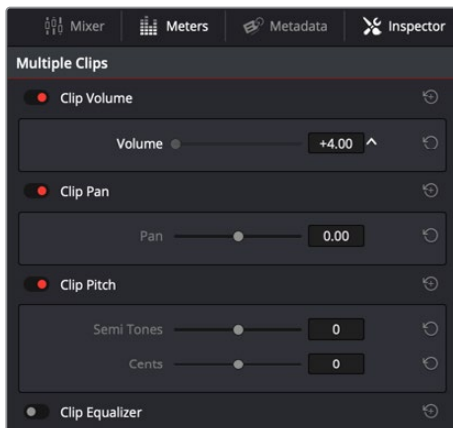 Mixer Meters Metadata Inspector
Multiple Clips
Clip Volume
Volume +4.00
Clip Pan
Pan 0.00
Clip Pitch
Semi Tones 0
Cents 0
Clip Equalizer